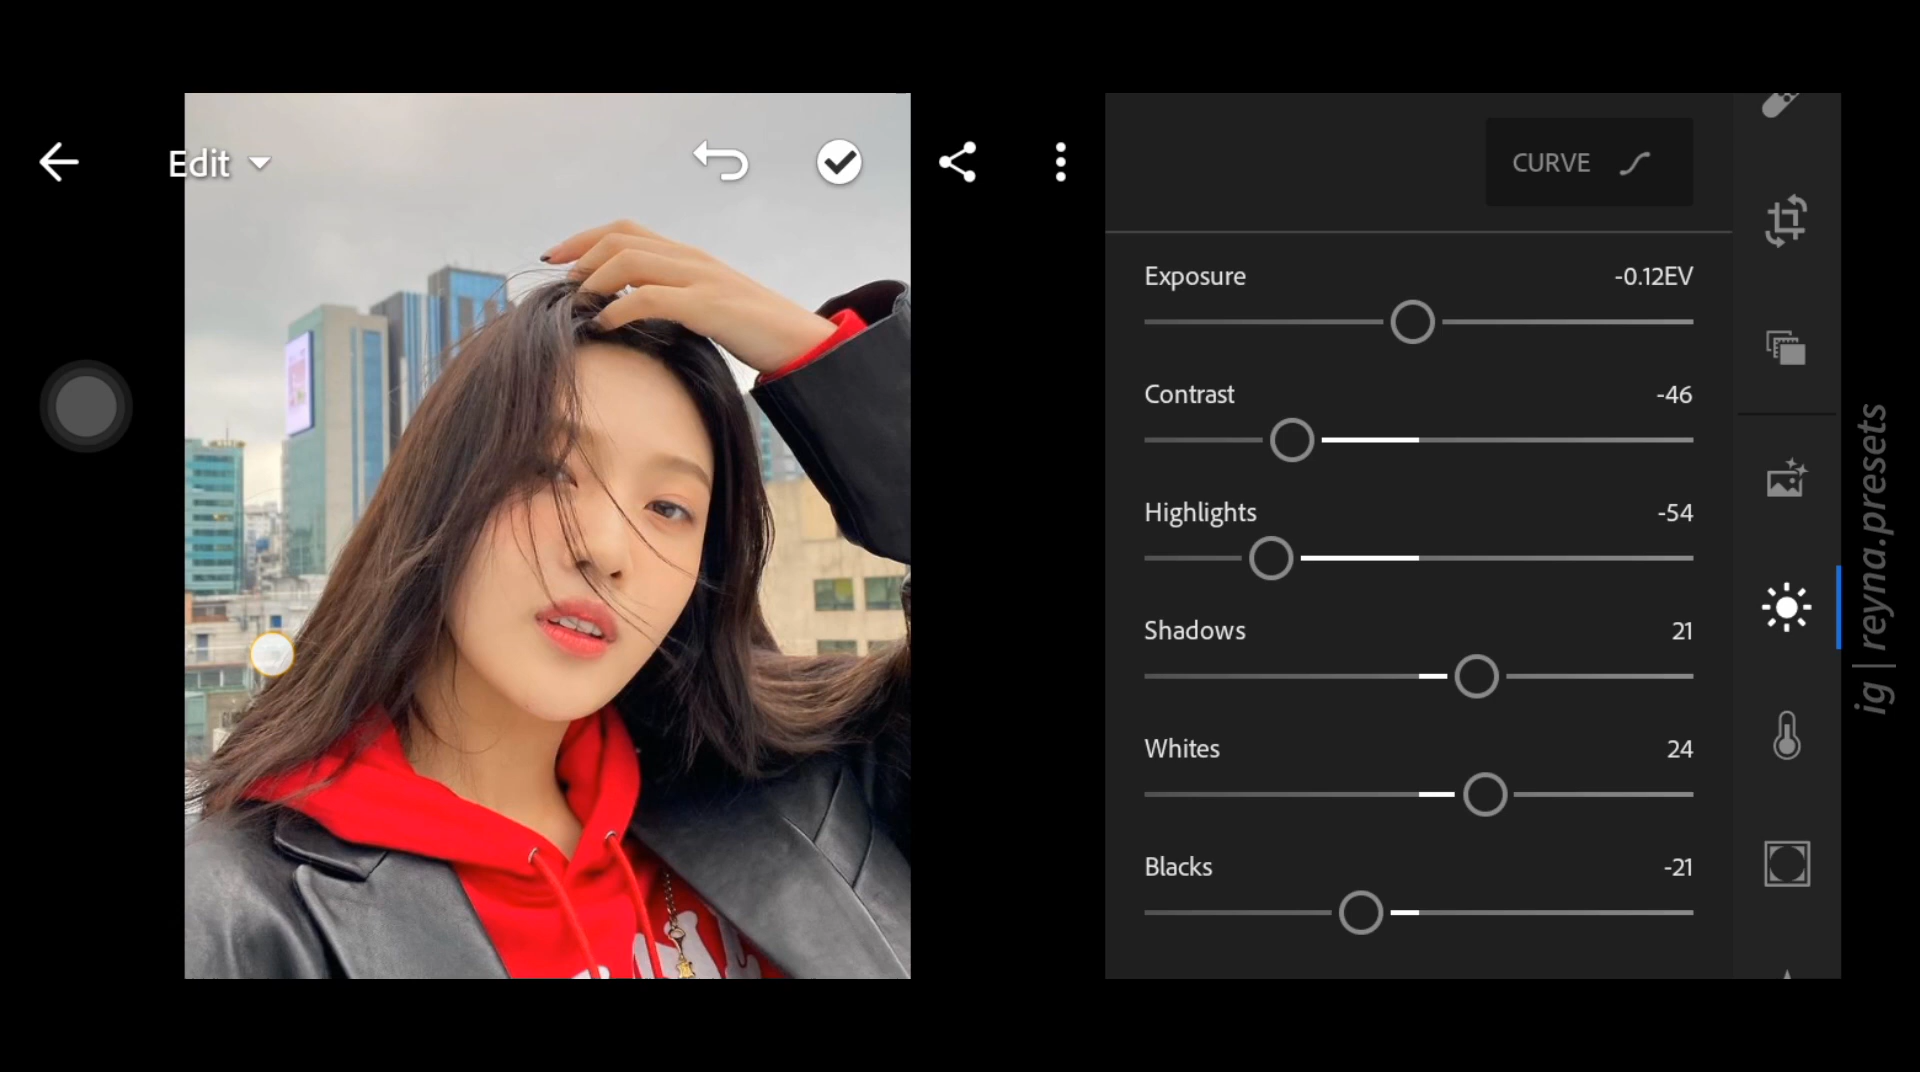 Edit
CURVE
Exposure -0.12EV
Contrast -46
Highlights -54
Shadows 21
Whites 24
Blacks -21
ig | reyna.presets